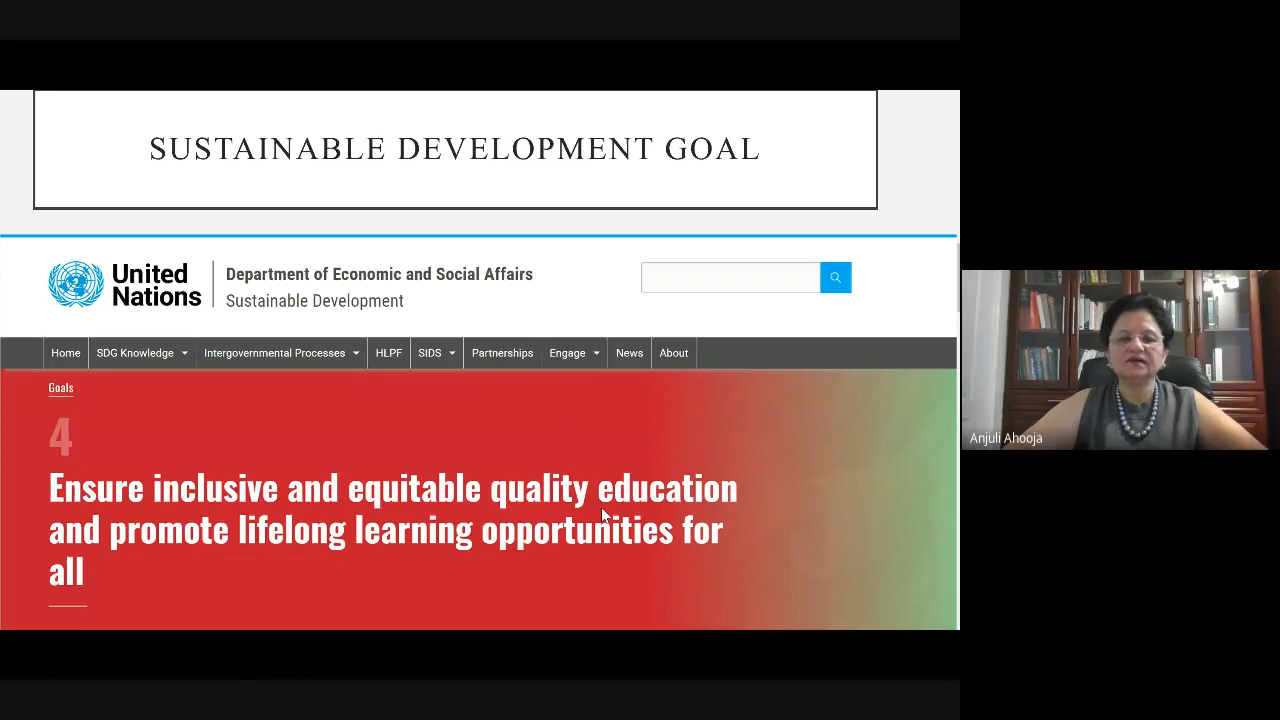 SUSTAINABLE DEVELOPMENT GOAL
United
Nations
Department of Economic and Social Affairs
Sustainable Development
Home SDG Knowledge Intergovernmental Processes HLPF SIDS Partnerships Engage News About
Goals
4
Ensure inclusive and equitable quality education
and promote lifelong learning opportunities for
all
Anjuli Ahooja